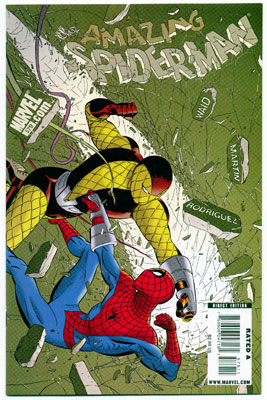 the AMAZING
SPIDER-MAN
MARVEL
.com
WAID
MARTIN
RODRIGUEZ
RATED A
DIRECT EDITION
WWW.MARVEL.COM